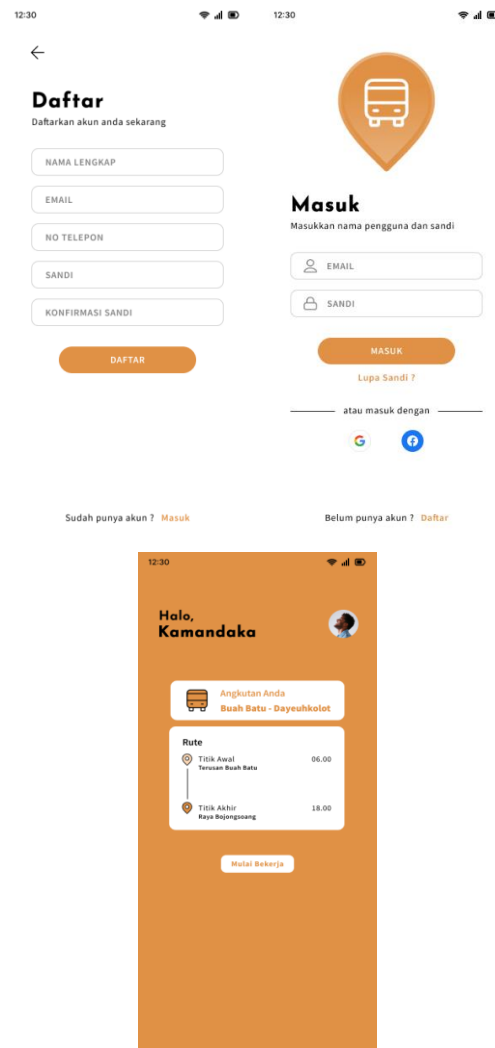 12:30
Daftar
Daftarkan akun anda sekarang
NAMA LENGKAP
EMAIL
NO TELEPON
SANDI
KONFIRMASI SANDI
DAFTAR
Sudah punya akun ? Masuk
12:30
Masuk
Masukkan nama pengguna dan sandi
EMAIL
SANDI
MASUK
Lupa Sandi ?
atau masuk dengan
Belum punya akun ? Daftar
12:30
Halo,
Kamandaka
Angkutan Anda
Buah Batu - Dayeuhkolot
Rute
Titik Awal 06.00
Terusan Buah Batu
Titik Akhir 18.00
Raya Bojongsoang
Mulai Bekerja